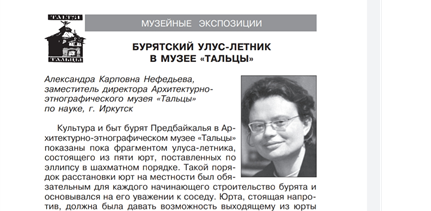 ТАЛЬЦЫ
ТАЛЬЦЫ
МУЗЕЙНЫЕ ЭКСПОЗИЦИИ
БУРЯТСКИЙ УЛУС-ЛЕТНИК
В МУЗЕЕ «ТАЛЬЦЫ»
Александра Карповна Нефедьева,
заместитель директора Архитектурно-
этнографического музея «Тальцы»
по науке, г. Иркутск
Культура и быт бурят Предбайкалья в Ар-
хитектурно-этнографическом музее «Тальцы»
показаны пока фрагментом улуса-летника,
состоящего из пяти юрт, поставленных по
эллипсу в шахматном порядке. Такой поря-
док расстановки юрт на местности был обя-
зательным для каждого начинающего строительство бурята и
основывался на его уважении к соседу. Юрта, стоящая напро-
тив, должна была давать возможность выходящему из юрты